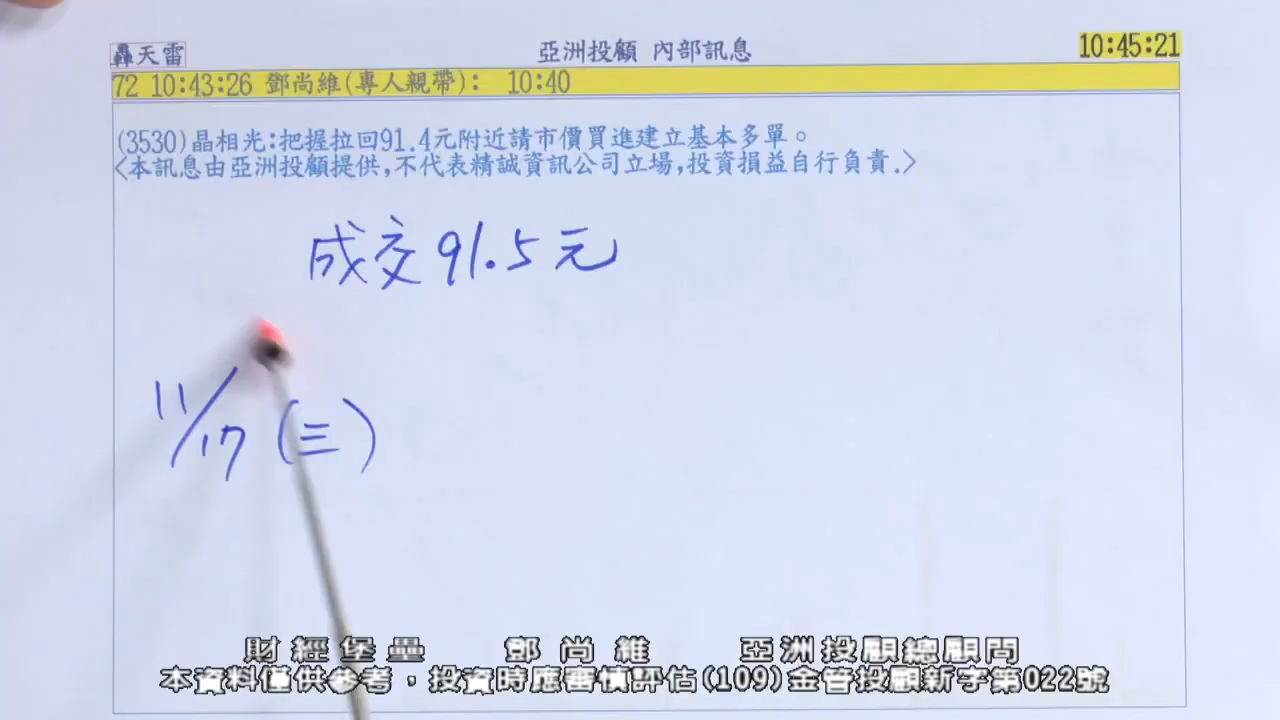 轟天雷 亞洲投顧 內部訊息 10:45:21
72 10:43:26 鄧尚維(專人親帶): 10:40
(3530)晶相光:把握拉回91.4元附近請市價買進建立基本多單。
<本訊息由亞洲投顧提供,不代表精誠資訊公司立場,投資損益自行負責.>
成交91.5元
11/17(三)
財經堡壘 鄧尚維 亞洲投顧總顧問
本資料僅供參考，投資時應審慎評估(109)金管投顧新字第022號